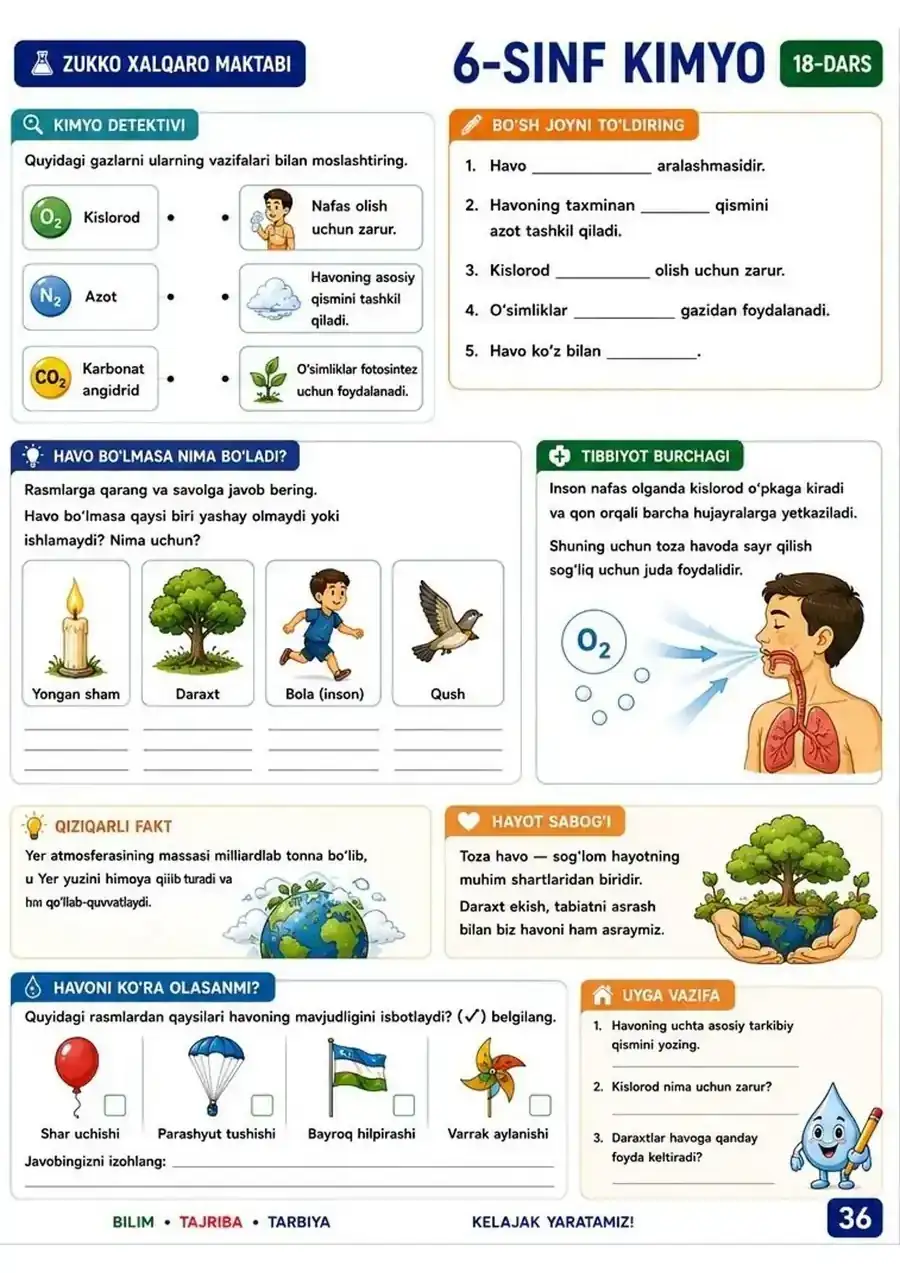 ZUKKO XALQARO MAKTABI
6-SINF KIMYO
18-DARS
KIMYO DETEKTIVI
Quyidagi gazlarni ularning vazifalari bilan moslashtiring.
O₂ Kislorod • • Nafas olish
uchun zarur.
N₂ Azot • • Havoning asosiy
qismini tashkil
qiladi.
CO₂ Karbonat
angidrid • • O‘simliklar fotosintez
uchun foydalanadi.
BO‘SH JOYNI TO‘LDIRING
1. Havo ____________ aralashmasidir.
2. Havoning taxminan _______ qismini
azot tashkil qiladi.
3. Kislorod __________ olish uchun zarur.
4. O‘simliklar __________ gazidan foydalanadi.
5. Havo ko‘z bilan _________.
HAVO BO‘LMASA NIMA BO‘LADI?
Rasmlarga qarang va savolga javob bering.
Havo bo‘lmasa qaysi biri yashay olmaydi yoki
ishlamaydi? Nima uchun?
Yongan sham
Daraxt
Bola (inson)
Qush
TIBBIYOT BURCHAGI
Inson nafas olganda kislorod o‘pkaga kiradi
va qon orqali barcha hujayralarga yetkaziladi.
Shuning uchun toza havoda sayr qilish
sog‘liq uchun juda foydalidir.
O₂
QIZIQARLI FAKT
Yer atmosferasining massasi milliardlab tonna bo‘lib,
u Yer yuzini himoya qiiib turadi va
hm qo‘llab-quvvatlaydi.
HAYOT SABOG‘I
Toza havo — sog‘lom hayotning
muhim shartlaridan biridir.
Daraxt ekish, tabiatni asrash
bilan biz havoni ham asraymiz.
HAVONI KO‘RA OLASANMI?
Quyidagi rasmlardan qaysilari havoning mavjudligini isbotlaydi? (✓) belgilang.
Shar uchishi
Parashyut tushishi
Bayroq hilpirashi
Varrak aylanishi
Javobingizni izohlang: ____________
UYGA VAZIFA
1. Havoning uchta asosiy tarkibiy
qismini yozing.
2. Kislorod nima uchun zarur?
3. Daraxtlar havoga qanday
foyda keltiradi?
BILIM • TAJRIBA • TARBIYA
KELAJAK YARATAMIZ!
36